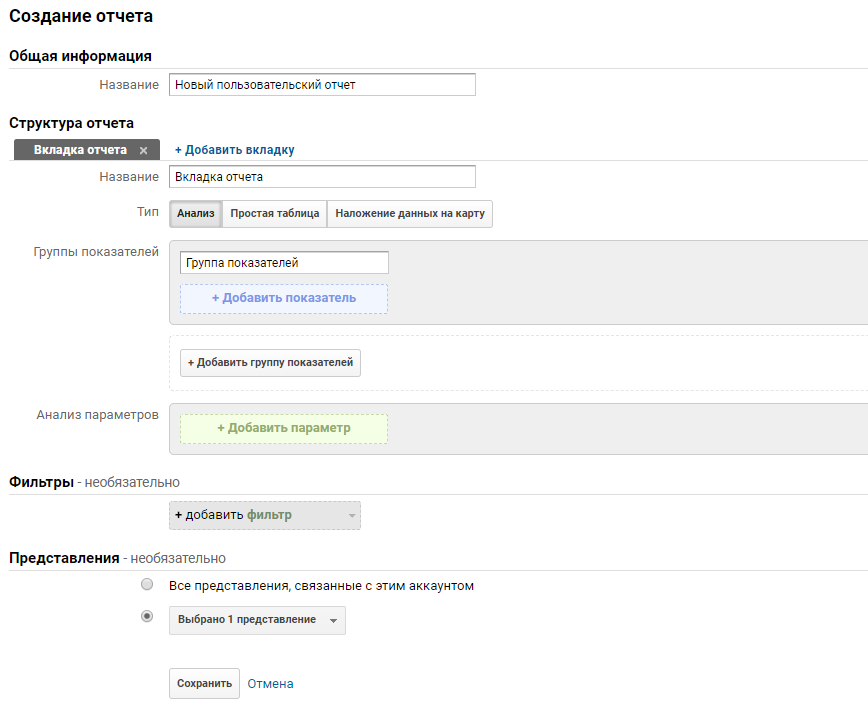 Создание отчета
Общая информация
Название Новый пользовательский отчет
Структура отчета
Вкладка отчета × + Добавить вкладку
Название Вкладка отчета
Тип Анализ Простая таблица Наложение данных на карту
Группы показателей Группа показателей
+ Добавить показатель
+ Добавить группу показателей
Анализ параметров + Добавить параметр
Фильтры - необязательно
+ добавить фильтр
Представления - необязательно
Все представления, связанные с этим аккаунтом
Выбрано 1 представление
Сохранить Отмена